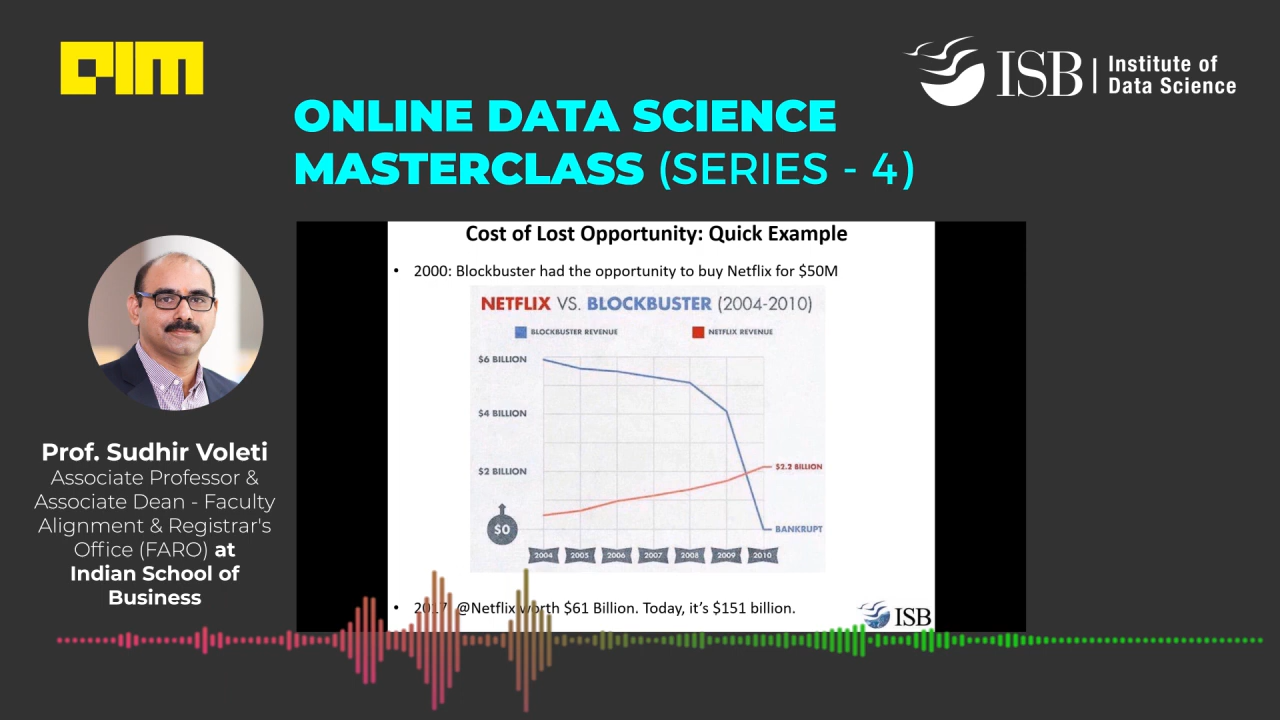 AIM
ISB | Institute of
Data Science
ONLINE DATA SCIENCE
MASTERCLASS (SERIES - 4)
Cost of Lost Opportunity: Quick Example
• 2000: Blockbuster had the opportunity to buy Netflix for $50M
NETFLIX VS. BLOCKBUSTER (2004-2010)
BLOCKBUSTER REVENUE
NETFLIX REVENUE
$6 BILLION
$4 BILLION
$2 BILLION
$0
$2.2 BILLION
BANKRUPT
2004 2005 2006 2007 2008 2009 2010
• 2017: @Netflix worth $61 Billion. Today, it's $151 billion.
ISB
Prof. Sudhir Voleti
Associate Professor &
Associate Dean - Faculty
Alignment & Registrar's
Office (FARO) at
Indian School of
Business